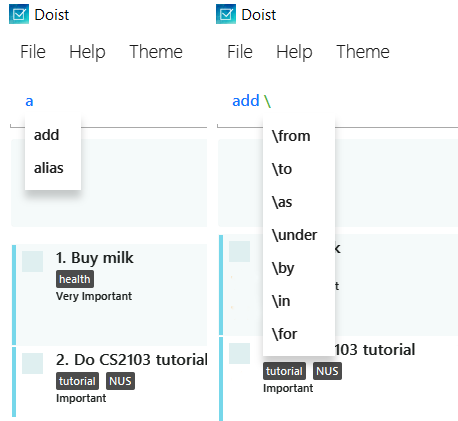 Doist
File Help Theme
a
add
alias
1. Buy milk
health
Very Important
2. Do CS2103 tutorial
tutorial NUS
Important
Doist
File Help Theme
add \
\from
\to
\as
\under
\by
\in
\for
k
t
103 tutorial
tutorial NUS
Important